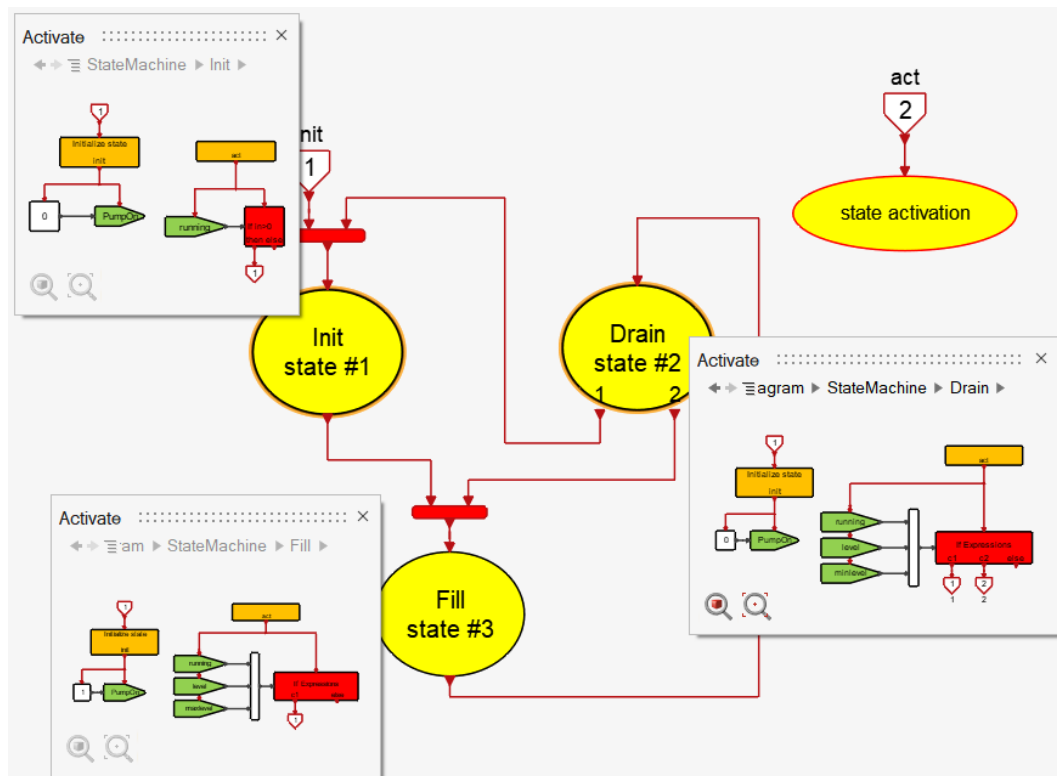 Activate
StateMachine Init
1
Initialize state
init
0
PumpOn
act
running
If in>0
then else
1
nit
1
act
2
state activation
Init
state #1
Drain
state #2
1 2
Activate
agram StateMachine Drain
1
Initialize state
init
0
PumpOn
act
running
level
minlevel
If Expressions
c1 c2 else
1 2
1 2
Activate
am StateMachine Fill
1
Initialize state
init
1
PumpOn
act
running
level
If Expressions
c1 else
1
Fill
state #3